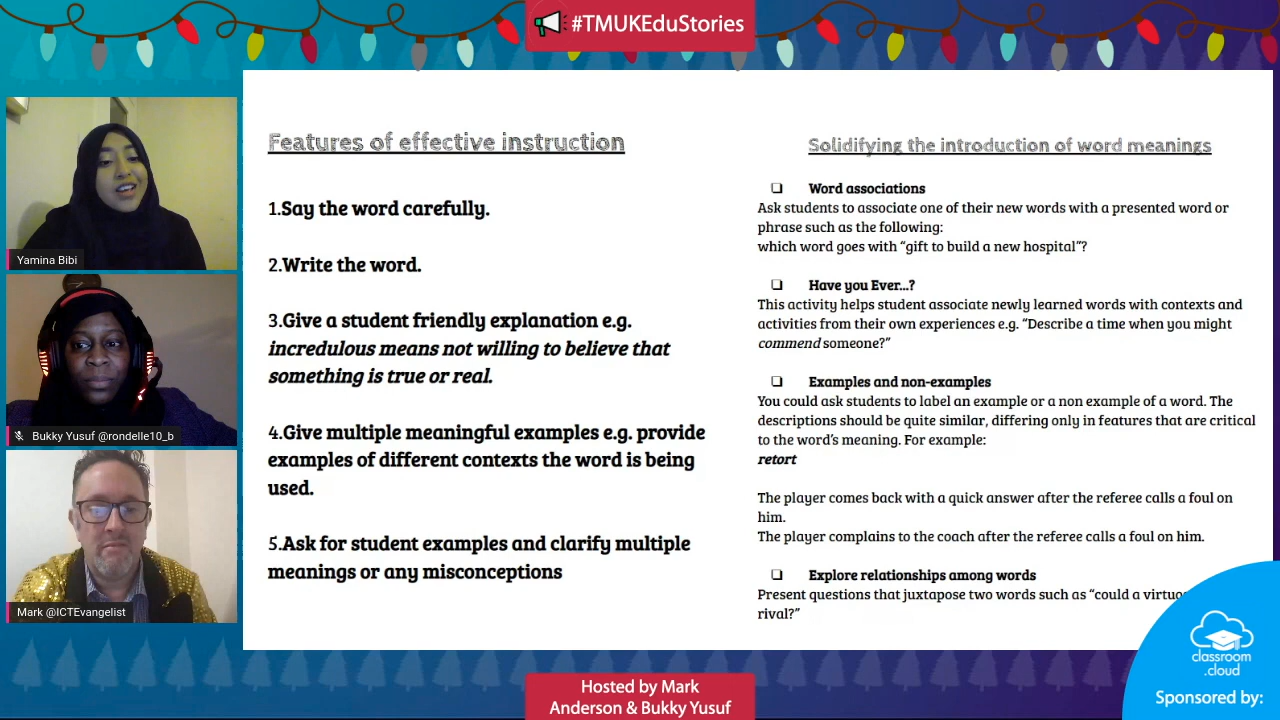 #TMUKEduStories
Features of effective instruction
1.Say the word carefully.
2.Write the word.
3.Give a student friendly explanation e.g.
incredulous means not willing to believe that
something is true or real.
4.Give multiple meaningful examples e.g. provide
examples of different contexts the word is being
used.
5.Ask for student examples and clarify multiple
meanings or any misconceptions
Solidifying the introduction of word meanings
Word associations
Ask students to associate one of their new words with a presented word or
phrase such as the following:
which word goes with “gift to build a new hospital”?
Have you Ever...?
This activity helps student associate newly learned words with contexts and
activities from their own experiences e.g. “Describe a time when you might
commend someone?”
Examples and non-examples
You could ask students to label an example or a non example of a word. The
descriptions should be quite similar, differing only in features that are critical
to the word’s meaning. For example:
retort
The player comes back with a quick answer after the referee calls a foul on
him.
The player complains to the coach after the referee calls a foul on him.
Explore relationships among words
Present questions that juxtapose two words such as “could a
rival?”
Yamina Bibi
Bukky Yusuf @rondelle10_b
Mark @ICTEvangelist
Hosted by Mark
Anderson & Bukky Yusuf
classroom
.cloud
Sponsored by: